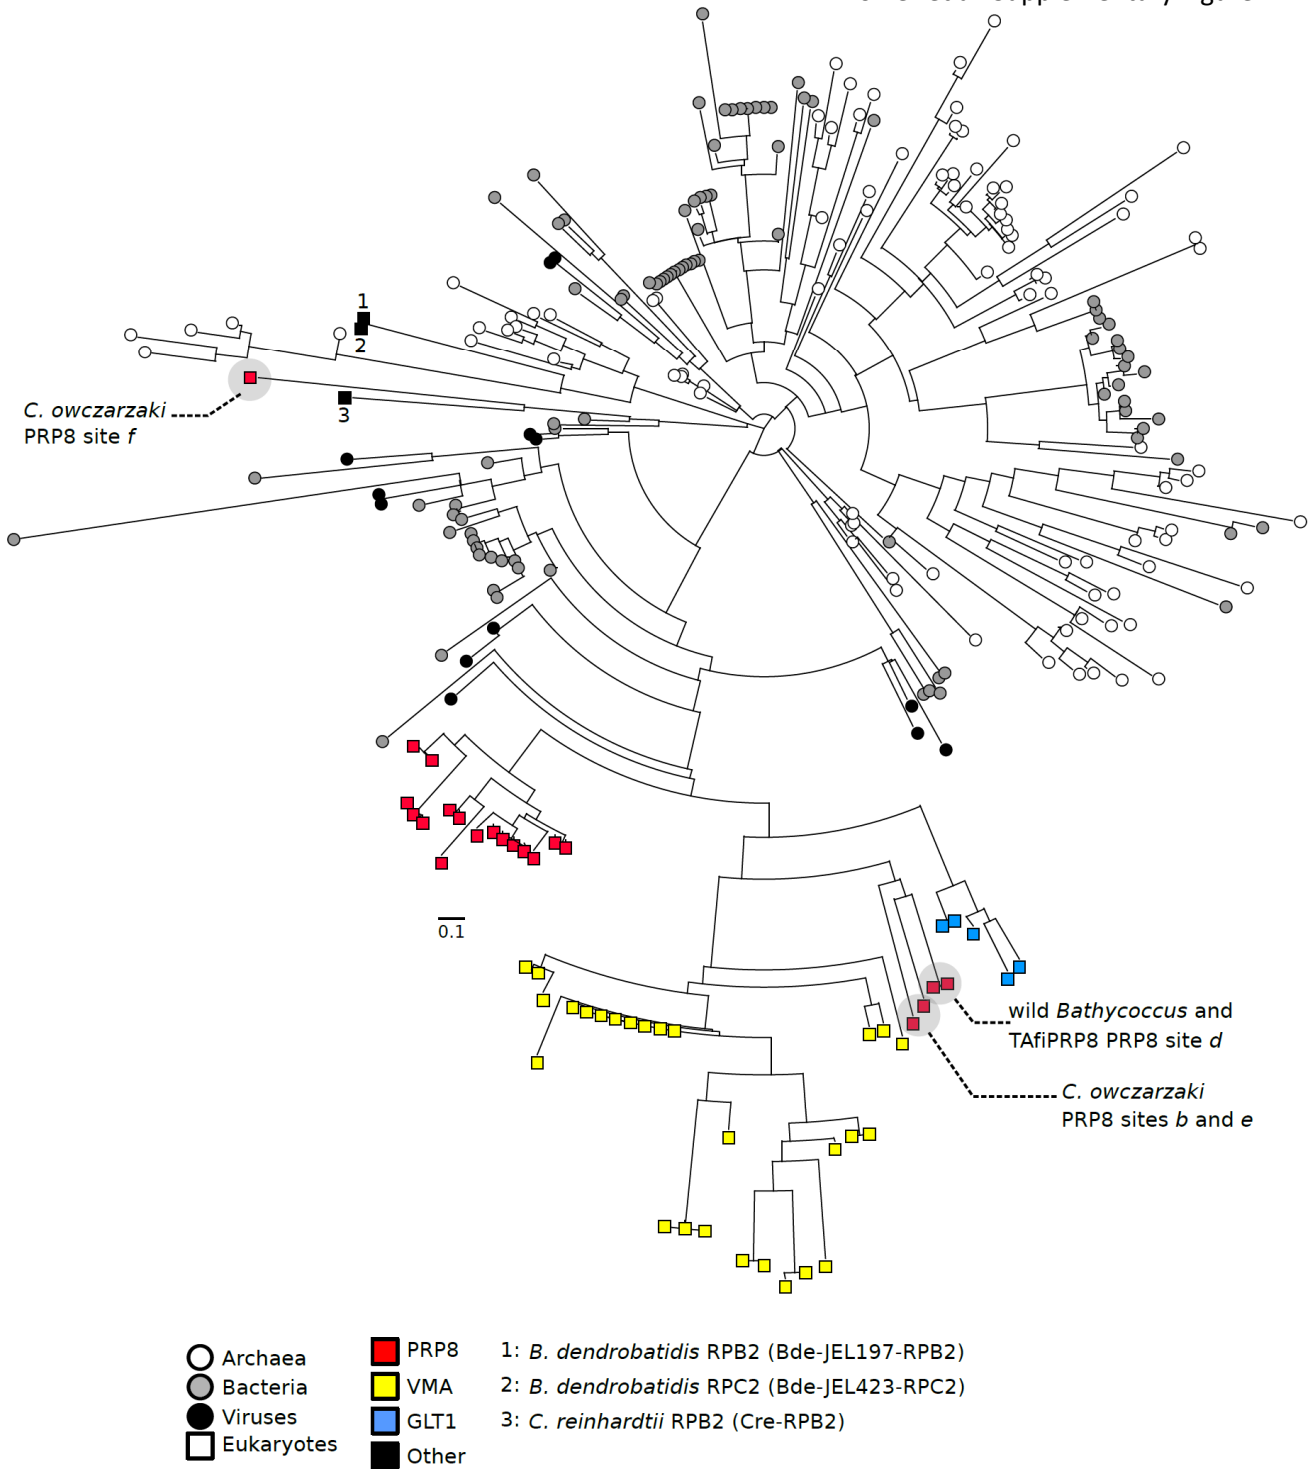 1
2
3
C. owczarzaki
PRP8 site f
0.1
wild Bathycoccus and
TAfiPRP8 PRP8 site d
C. owczarzaki
PRP8 sites b and e
Archaea
Bacteria
Viruses
Eukaryotes
PRP8
VMA
GLT1
Other
1: B. dendrobatidis RPB2 (Bde-JEL197-RPB2)
2: B. dendrobatidis RPC2 (Bde-JEL423-RPC2)
3: C. reinhardtii RPB2 (Cre-RPB2)